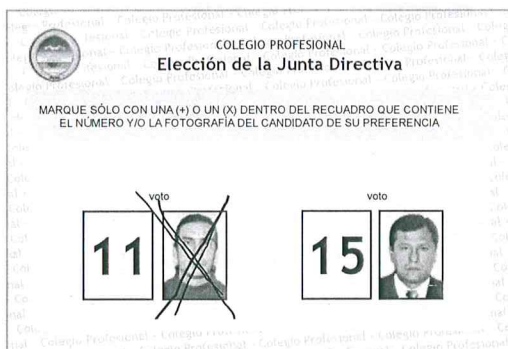 COLEGIO PROFESIONAL
Elección de la Junta Directiva
MARQUE SÓLO CON UNA (+) O UN (X) DENTRO DEL RECUADRO QUE CONTIENE
EL NÚMERO Y/O LA FOTOGRAFÍA DEL CANDIDATO DE SU PREFERENCIA
voto voto
11 15